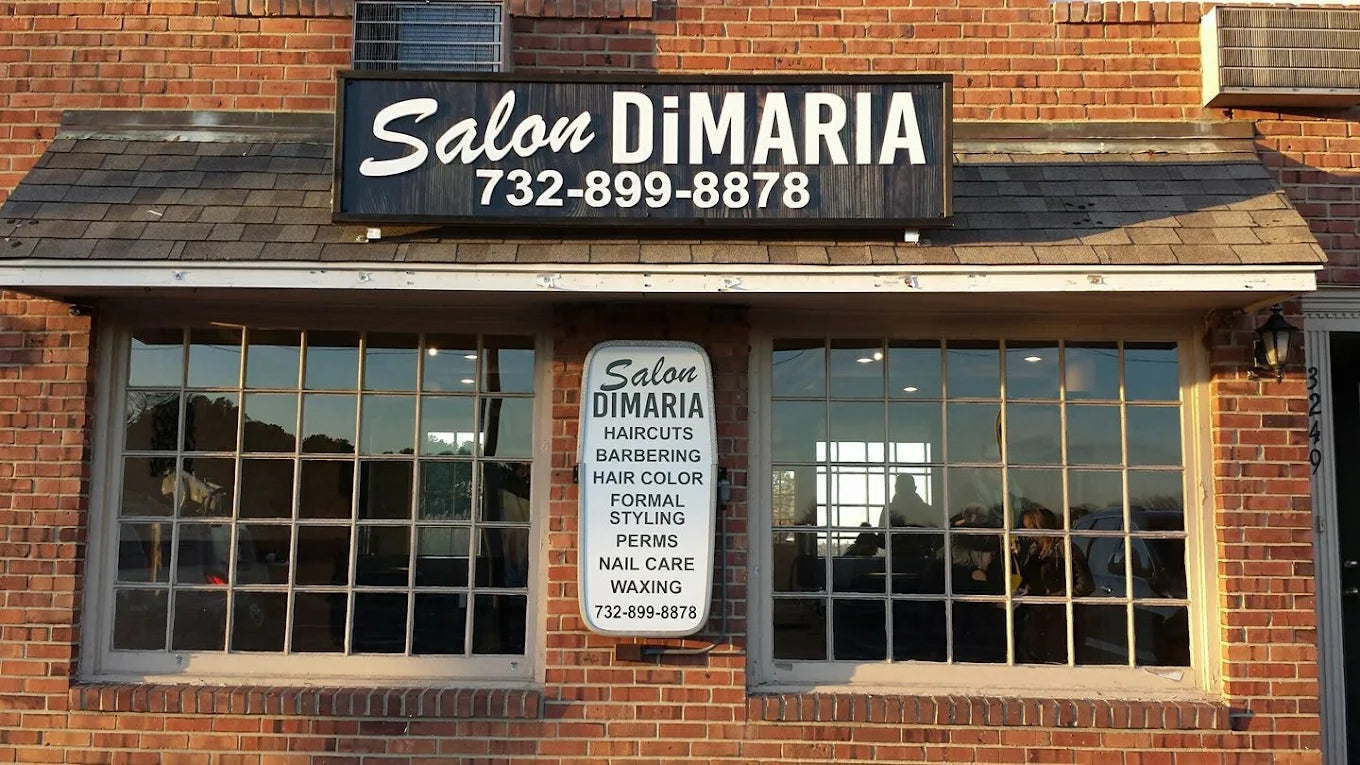 Salon DiMARIA
732-899-8878
Salon
DIMARIA
HAIRCUTS
BARBERING
HAIR COLOR
FORMAL
STYLING
PERMS
NAIL CARE
WAXING
732-899-8878
3249